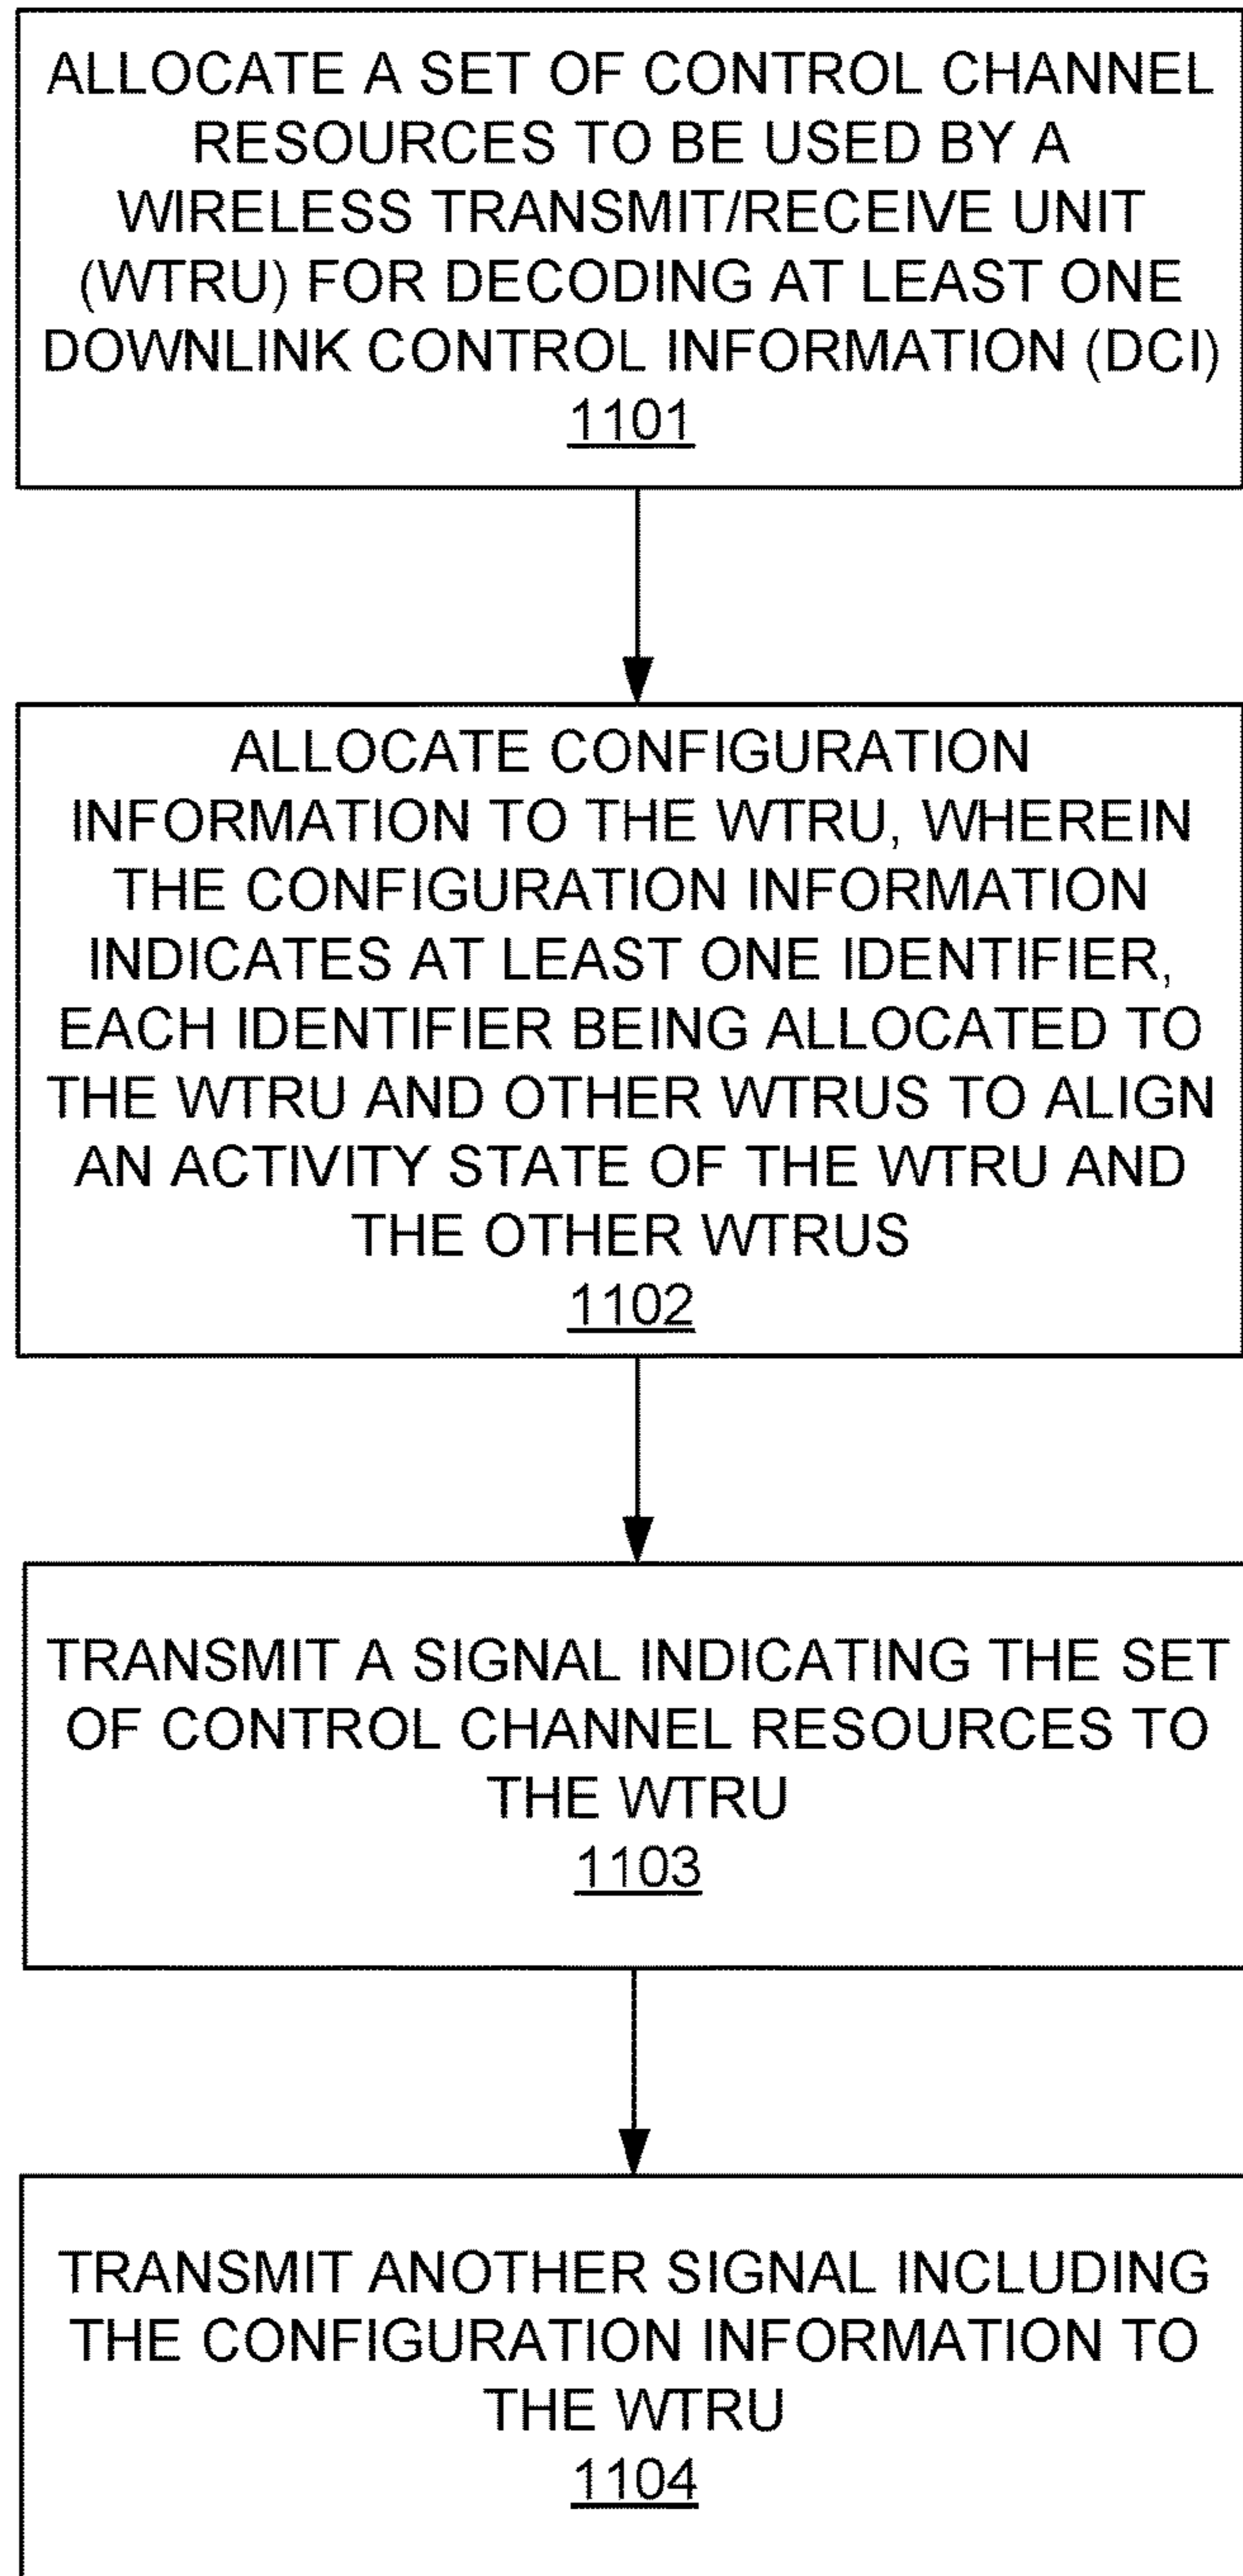 ALLOCATE A SET OF CONTROL CHANNEL
RESOURCES TO BE USED BY A
WIRELESS TRANSMIT/RECEIVE UNIT
(WTRU) FOR DECODING AT LEAST ONE
DOWNLINK CONTROL INFORMATION (DCI)
1101
ALLOCATE CONFIGURATION
INFORMATION TO THE WTRU, WHEREIN
THE CONFIGURATION INFORMATION
INDICATES AT LEAST ONE IDENTIFIER,
EACH IDENTIFIER BEING ALLOCATED TO
THE WTRU AND OTHER WTRUS TO ALIGN
AN ACTIVITY STATE OF THE WTRU AND
THE OTHER WTRUS
1102
TRANSMIT A SIGNAL INDICATING THE SET
OF CONTROL CHANNEL RESOURCES TO
THE WTRU
1103
TRANSMIT ANOTHER SIGNAL INCLUDING
THE CONFIGURATION INFORMATION TO
THE WTRU
1104